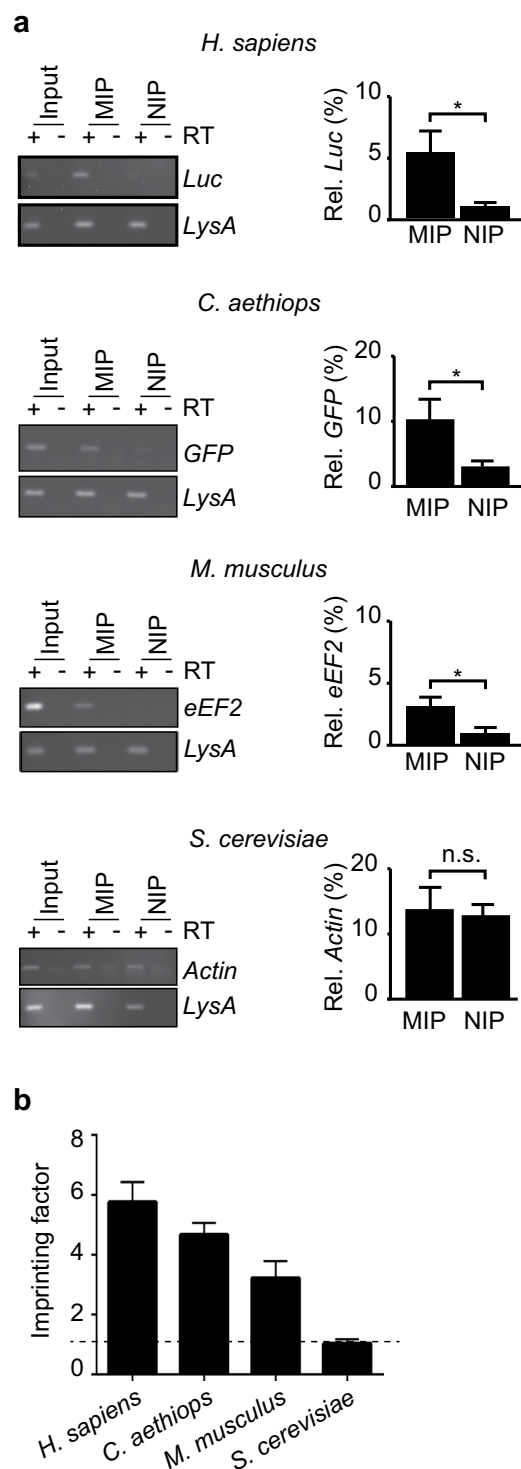 a
H. sapiens
Input MIP NIP
+ - + - + - RT
Luc
LysA
Rel. Luc (%)
10
5
0
*
MIP NIP
C. aethiops
Input MIP NIP
+ - + - + - RT
GFP
LysA
Rel. GFP (%)
20
10
0
*
MIP NIP
M. musculus
Input MIP NIP
+ - + - + - RT
eEF2
LysA
Rel. eEF2 (%)
10
5
0
*
MIP NIP
S. cerevisiae
Input MIP NIP
+ - + - + - RT
Actin
LysA
Rel. Actin (%)
20
10
0
n.s.
MIP NIP
b
Imprinting factor
8
6
4
2
0
H. sapiens
C. aethiops
M. musculus
S. cerevisiae